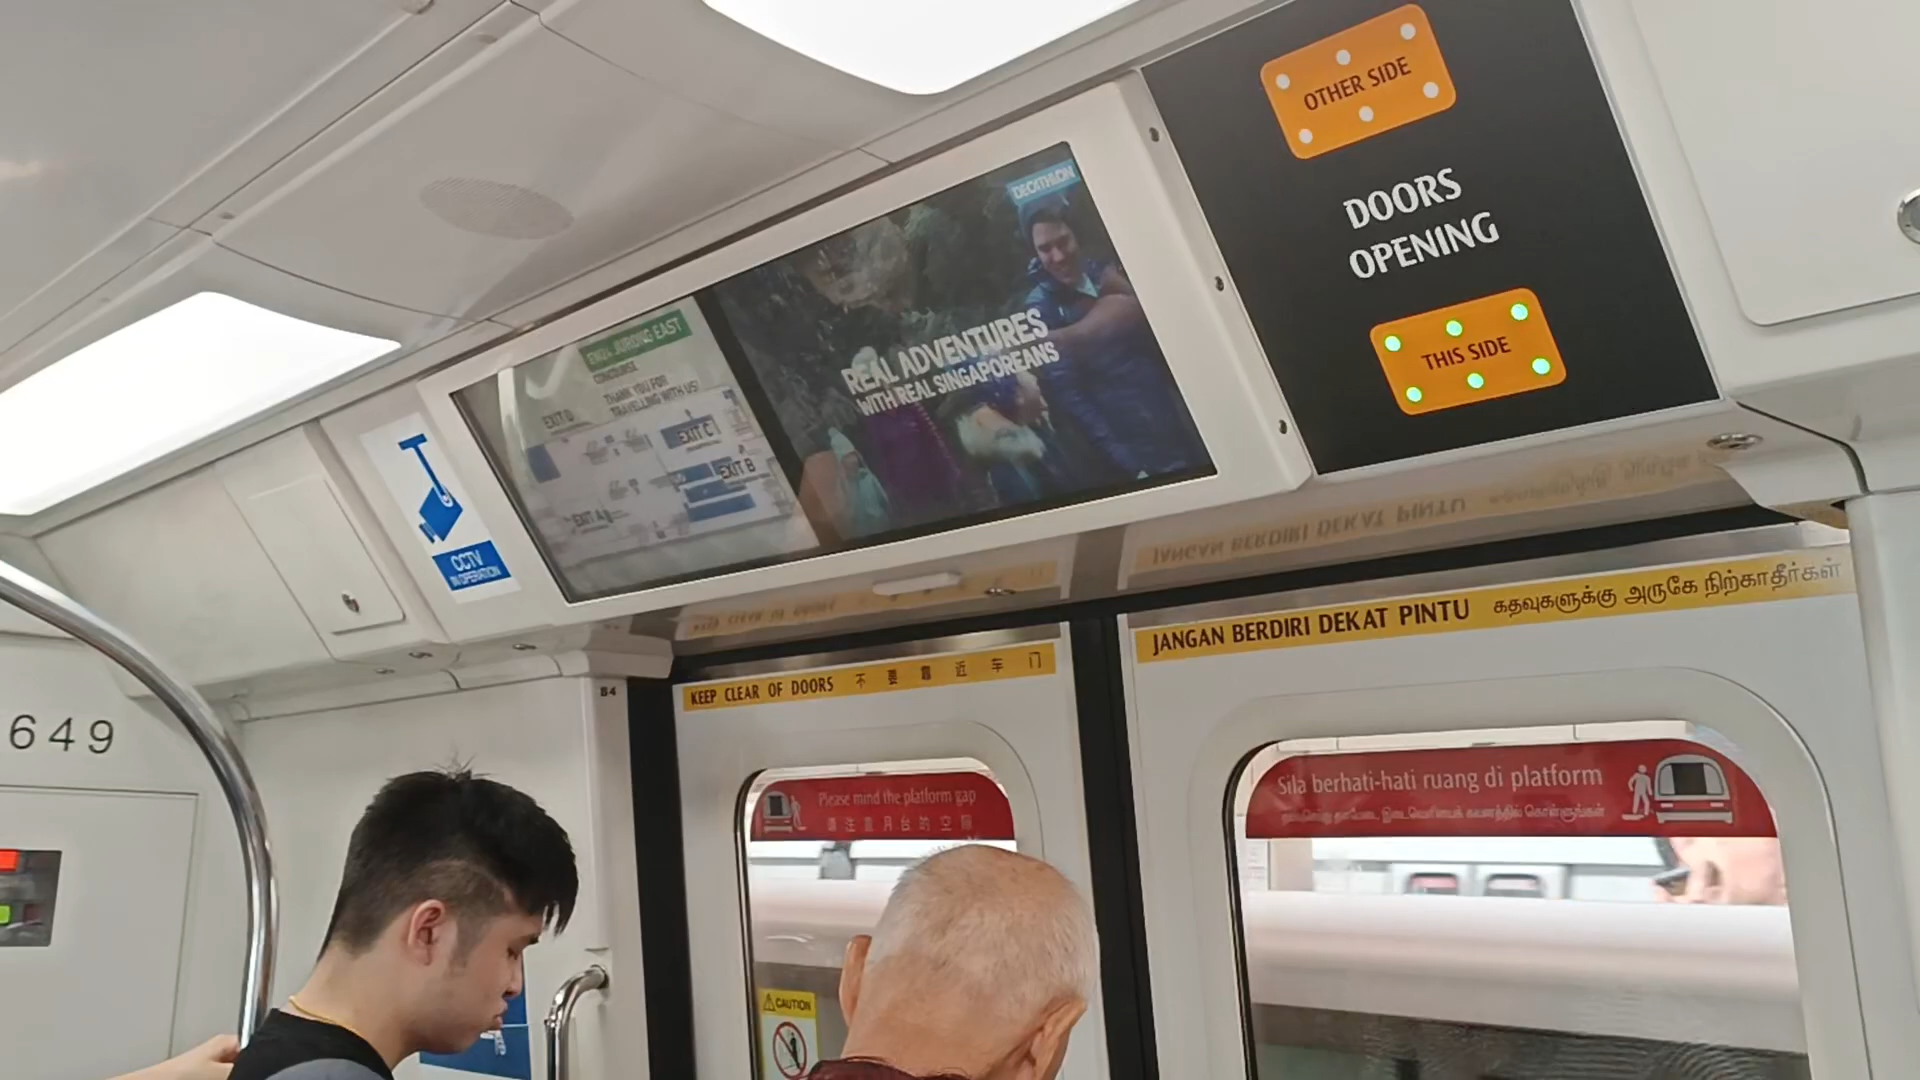 OTHER SIDE
DOORS
OPENING
THIS SIDE
DECATHLON
REAL ADVENTURES
WITH REAL SINGAPOREANS
JURONG EAST
CONCOURSE
THANK YOU FOR
TRAVELLING WITH US!
EXIT D
EXIT C
EXIT B
EXIT A
CCTV
IN OPERATION
JANGAN BERDIRI DEKAT PINTU கதவுகளுக்கு அருகே நிற்காதீர்கள்
KEEP CLEAR OF DOORS 不要靠近车门
B4
649
Please mind the platform gap
请注意月台的空隙
Sila berhati-hati ruang di platform
CAUTION